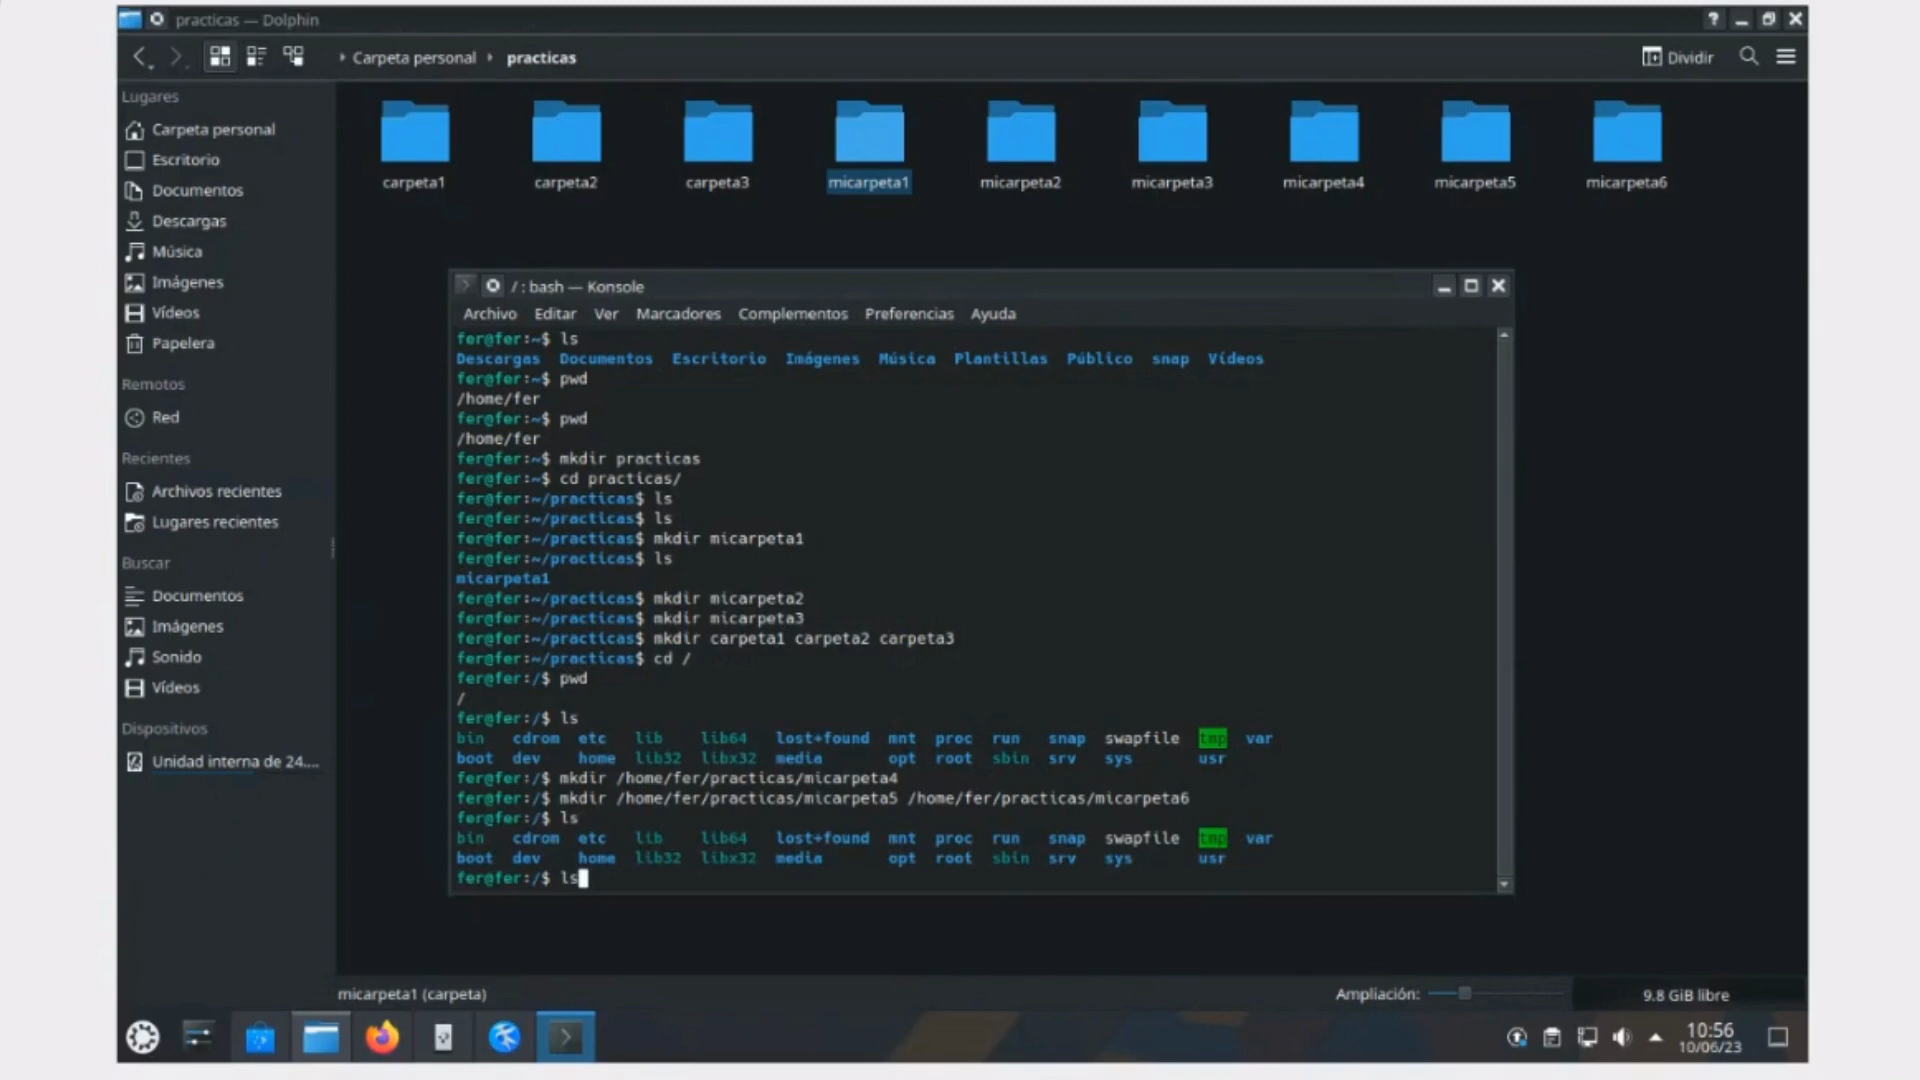 practicas — Dolphin
Carpeta personal practicas
Dividir
Lugares
Carpeta personal
Escritorio
Documentos
Descargas
Música
Imágenes
Vídeos
Papelera
Remotos
Red
Recientes
Archivos recientes
Lugares recientes
Buscar
Documentos
Imágenes
Sonido
Vídeos
Dispositivos
Unidad interna de 24....
carpeta1 carpeta2 carpeta3 micarpeta1 micarpeta2 micarpeta3 micarpeta4 micarpeta5 micarpeta6
/ : bash — Konsole
Archivo Editar Ver Marcadores Complementos Preferencias Ayuda
fer@fer:~$ ls
Descargas Documentos Escritorio Imágenes Música Plantillas Público snap Vídeos
fer@fer:~$ pwd
/home/fer
fer@fer:~$ pwd
/home/fer
fer@fer:~$ mkdir practicas
fer@fer:~$ cd practicas/
fer@fer:~/practicas$ ls
fer@fer:~/practicas$ ls
fer@fer:~/practicas$ mkdir micarpeta1
fer@fer:~/practicas$ ls
micarpeta1
fer@fer:~/practicas$ mkdir micarpeta2
fer@fer:~/practicas$ mkdir micarpeta3
fer@fer:~/practicas$ mkdir carpeta1 carpeta2 carpeta3
fer@fer:~/practicas$ cd /
fer@fer:/$ pwd
/
fer@fer:/$ ls
bin cdrom etc lib lib64 lost+found mnt proc run snap swapfile tmp var
boot dev home lib32 libx32 media opt root sbin srv sys usr
fer@fer:/$ mkdir /home/fer/practicas/micarpeta4
fer@fer:/$ mkdir /home/fer/practicas/micarpeta5 /home/fer/practicas/micarpeta6
fer@fer:/$ ls
bin cdrom etc lib lib64 lost+found mnt proc run snap swapfile tmp var
boot dev home lib32 libx32 media opt root sbin srv sys usr
fer@fer:/$ ls
micarpeta1 (carpeta)
Ampliación:
9.8 GiB libre
10:56
10/06/23